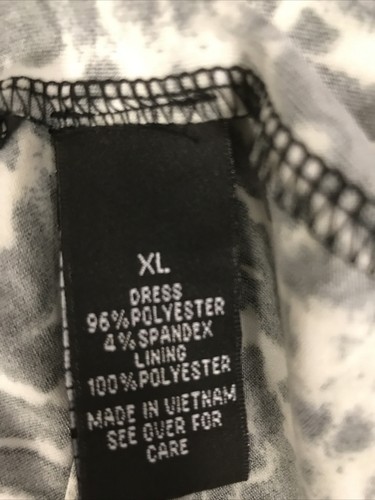 XL
DRESS
96%POLYESTER
4%SPANDEX
LINING
100%POLYESTER
MADE IN VIETNAM
SEE OVER FOR
CARE